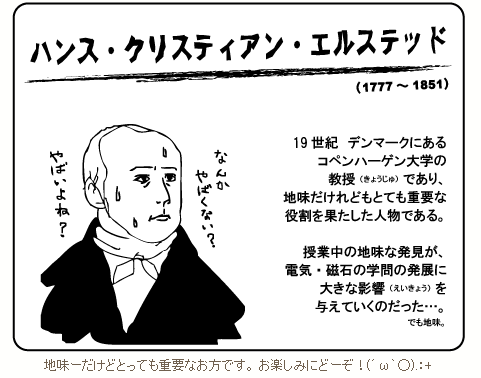 ハンス・クリスティアン・エルステッド
(1777～1851)
なんか
やばくない？
やばいよね？
19世紀 デンマークにある
コペンハーゲン大学の
教授（きょうじゅ）であり、
地味だけれどもとても重要な
役割を果たした人物である。
授業中の地味な発見が、
電気・磁石の学問の発展に
大きな影響（えいきょう）を
与えていくのだった…。
でも地味。
地味ーだけどとっても重要なお方です。お楽しみにどーぞ！(´ω`〇).:+